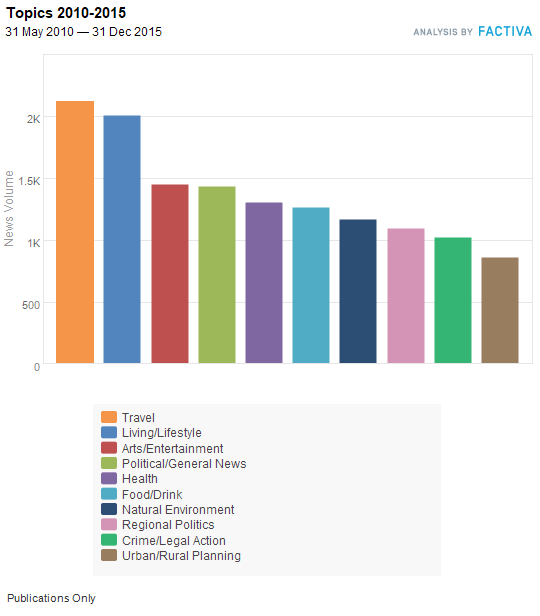 Topics 2010-2015
31 May 2010 — 31 Dec 2015
ANALYSIS BY FACTIVA
News Volume
2K
1.5K
1K
500
0
Travel
Living/Lifestyle
Arts/Entertainment
Political/General News
Health
Food/Drink
Natural Environment
Regional Politics
Crime/Legal Action
Urban/Rural Planning
Publications Only